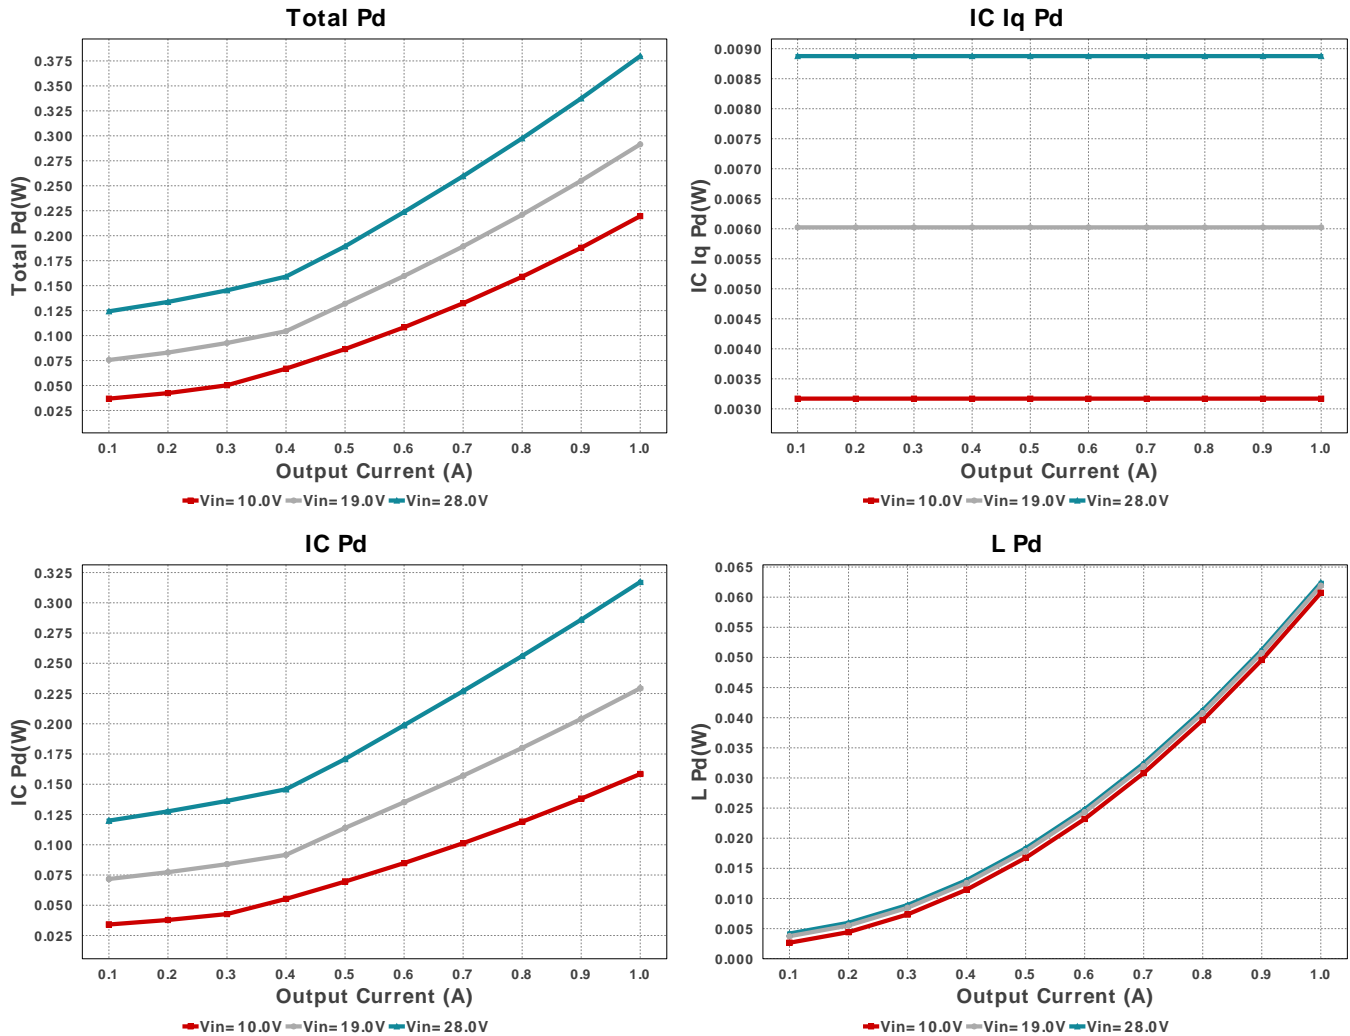 Total Pd
Total Pd(W)
0.375
0.350
0.325
0.300
0.275
0.250
0.225
0.200
0.175
0.150
0.125
0.100
0.075
0.050
0.025
0.1 0.2 0.3 0.4 0.5 0.6 0.7 0.8 0.9 1.0
Output Current (A)
Vin= 10.0V Vin= 19.0V Vin= 28.0V
IC Iq Pd
IC Iq Pd(W)
0.0090
0.0085
0.0080
0.0075
0.0070
0.0065
0.0060
0.0055
0.0050
0.0045
0.0040
0.0035
0.0030
0.1 0.2 0.3 0.4 0.5 0.6 0.7 0.8 0.9 1.0
Output Current (A)
Vin= 10.0V Vin= 19.0V Vin= 28.0V
IC Pd
IC Pd(W)
0.325
0.300
0.275
0.250
0.225
0.200
0.175
0.150
0.125
0.100
0.075
0.050
0.025
0.1 0.2 0.3 0.4 0.5 0.6 0.7 0.8 0.9 1.0
Output Current (A)
Vin= 10.0V Vin= 19.0V Vin= 28.0V
L Pd
L Pd(W)
0.065
0.060
0.055
0.050
0.045
0.040
0.035
0.030
0.025
0.020
0.015
0.010
0.005
0.000
0.1 0.2 0.3 0.4 0.5 0.6 0.7 0.8 0.9 1.0
Output Current (A)
Vin= 10.0V Vin= 19.0V Vin= 28.0V